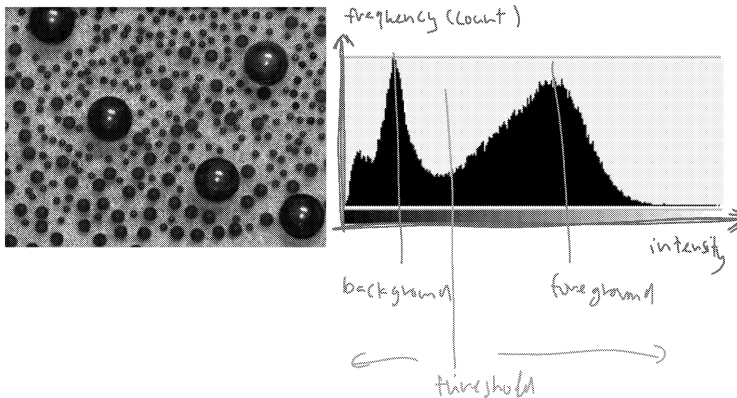 frequency (count)
intensity
background
foreground
threshold